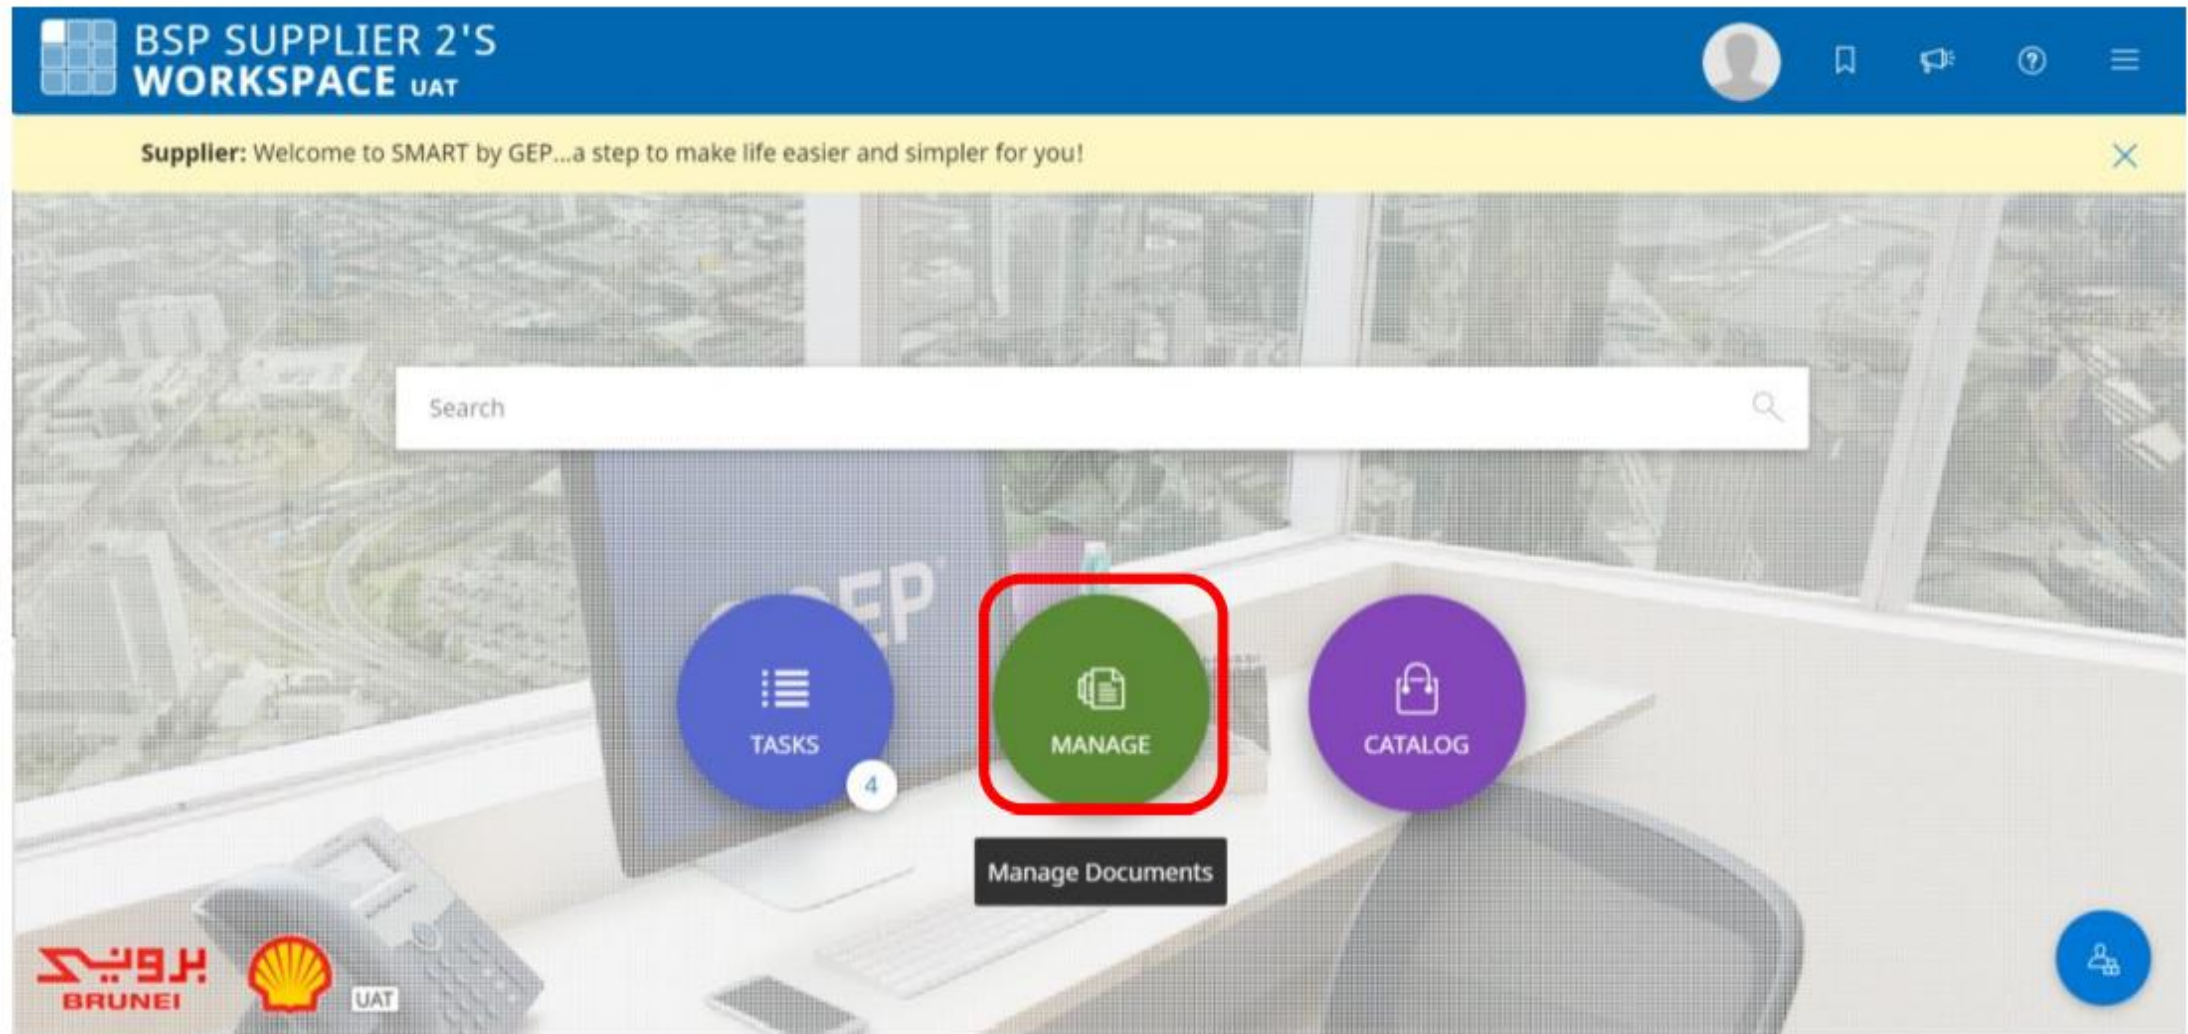 BSP SUPPLIER 2'S
WORKSPACE UAT
Supplier: Welcome to SMART by GEP...a step to make life easier and simpler for you!
Search
GEP
TASKS
4
MANAGE
CATALOG
Manage Documents
بروني
BRUNEI
UAT